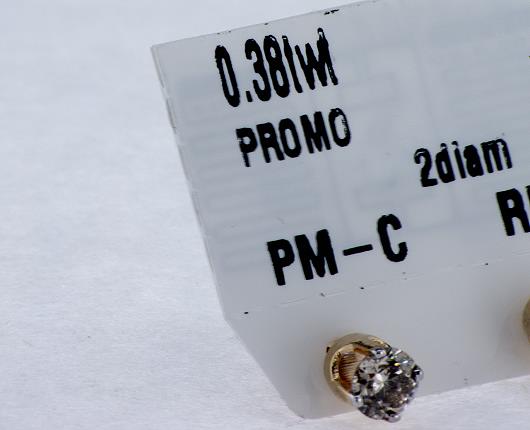 0.38twt
PROMO
2diam
PM-C